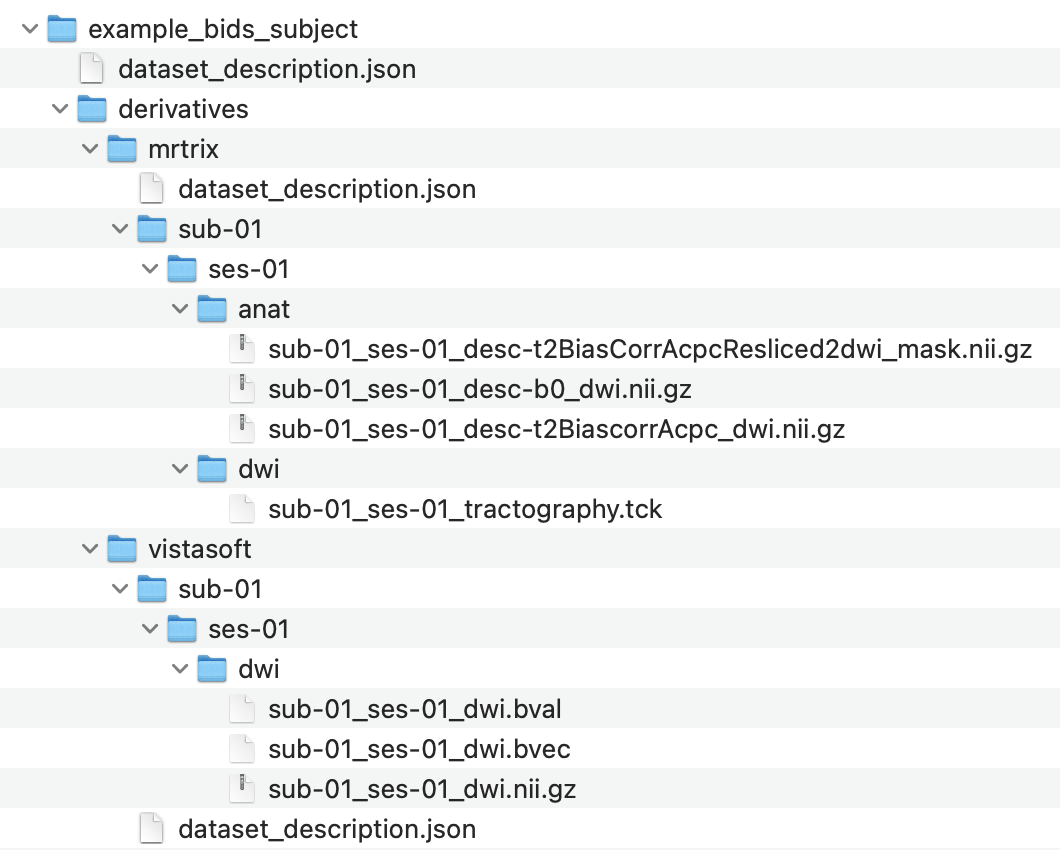 example_bids_subject
dataset_description.json
derivatives
mrtrix
dataset_description.json
sub-01
ses-01
anat
sub-01_ses-01_desc-t2BiasCorrAcpcResliced2dwi_mask.nii.gz
sub-01_ses-01_desc-b0_dwi.nii.gz
sub-01_ses-01_desc-t2BiascorrAcpc_dwi.nii.gz
dwi
sub-01_ses-01_tractography.tck
vistasoft
sub-01
ses-01
dwi
sub-01_ses-01_dwi.bval
sub-01_ses-01_dwi.bvec
sub-01_ses-01_dwi.nii.gz
dataset_description.json